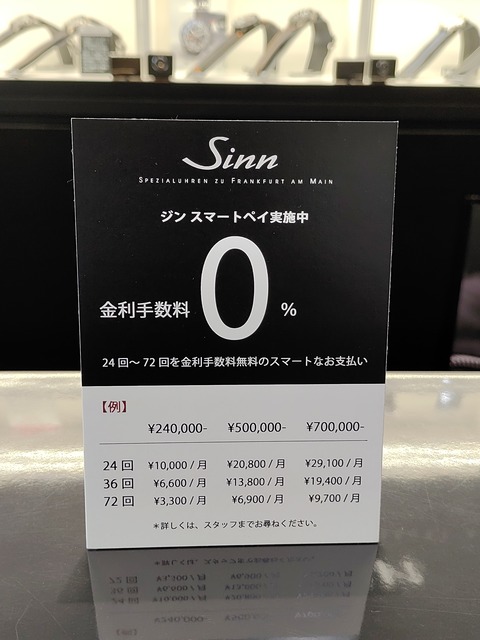 Sinn
SPEZIALUHREN ZU FRANKFURT AM MAIN
ジン スマートペイ実施中
金利手数料 0 %
24 回～ 72 回を金利手数料無料のスマートなお支払い
【例】
¥240,000- ¥500,000- ¥700,000-
24 回 ¥10,000 / 月 ¥20,800 / 月 ¥29,100 / 月
36 回 ¥6,600 / 月 ¥13,800 / 月 ¥19,400 / 月
72 回 ¥3,300 / 月 ¥6,900 / 月 ¥9,700 / 月
＊詳しくは、スタッフまでお尋ねください。